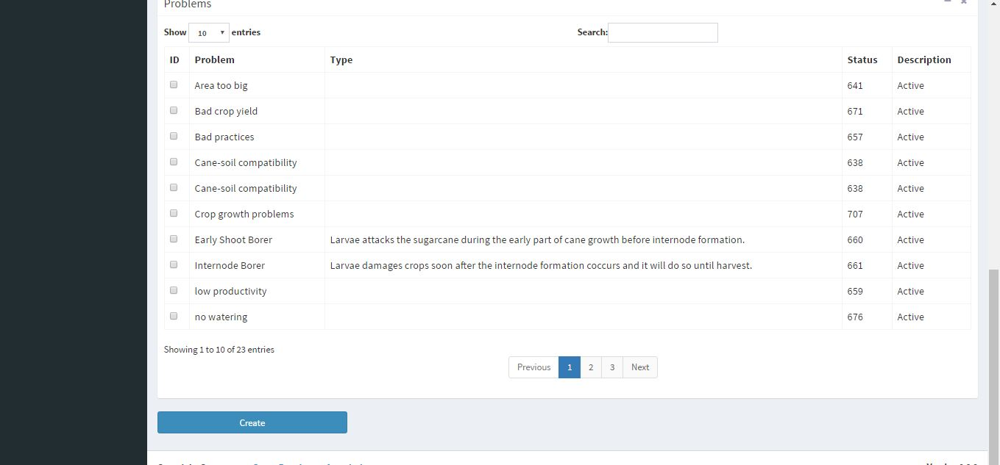 Problems
Show 10 entries Search:
ID Problem Type Status Description
Area too big 641 Active
Bad crop yield 671 Active
Bad practices 657 Active
Cane-soil compatibility 638 Active
Cane-soil compatibility 638 Active
Crop growth problems 707 Active
Early Shoot Borer Larvae attacks the sugarcane during the early part of cane growth before internode formation. 660 Active
Internode Borer Larvae damages crops soon after the internode formation coccurs and it will do so until harvest. 661 Active
low productivity 659 Active
no watering 676 Active
Showing 1 to 10 of 23 entries
Previous 1 2 3 Next
Create